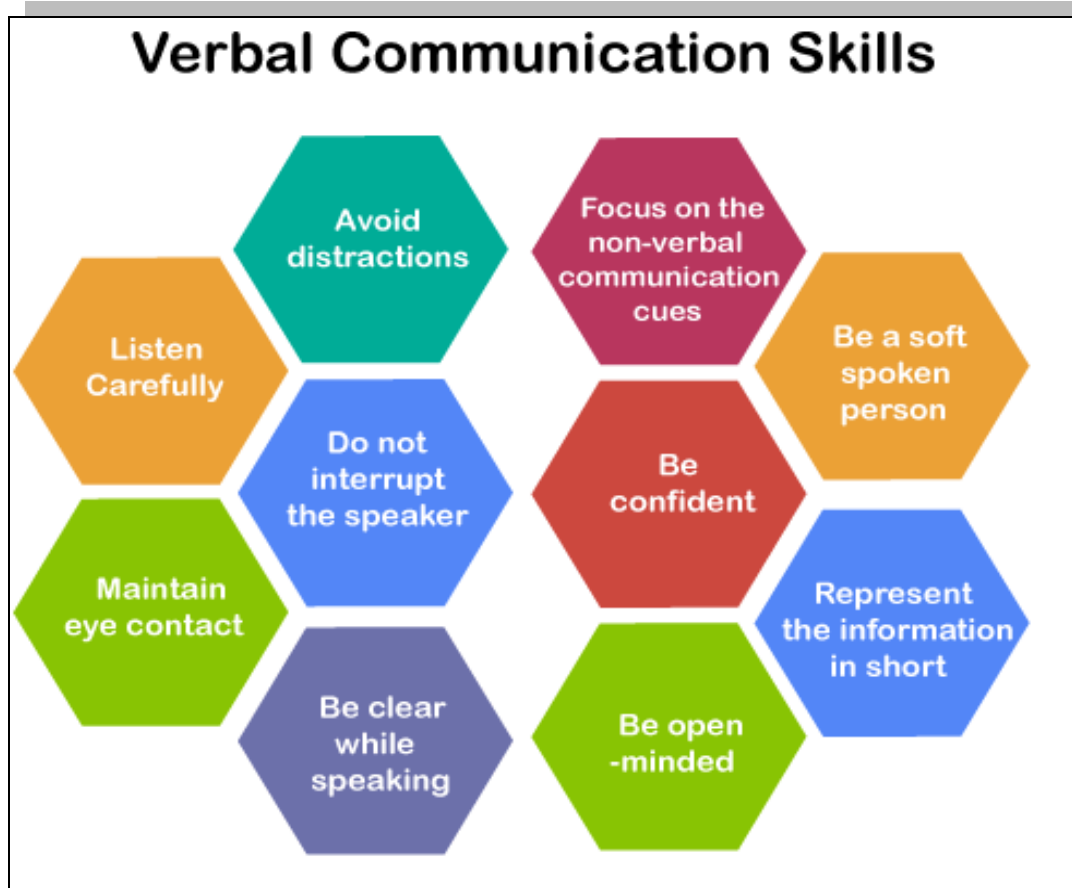 Verbal Communication Skills
Avoid
distractions
Focus on the
non-verbal
communication
cues
Listen
Carefully
Be a soft
spoken
person
Do not
interrupt
the speaker
Be
confident
Maintain
eye contact
Represent
the information
in short
Be clear
while
speaking
Be open
-minded